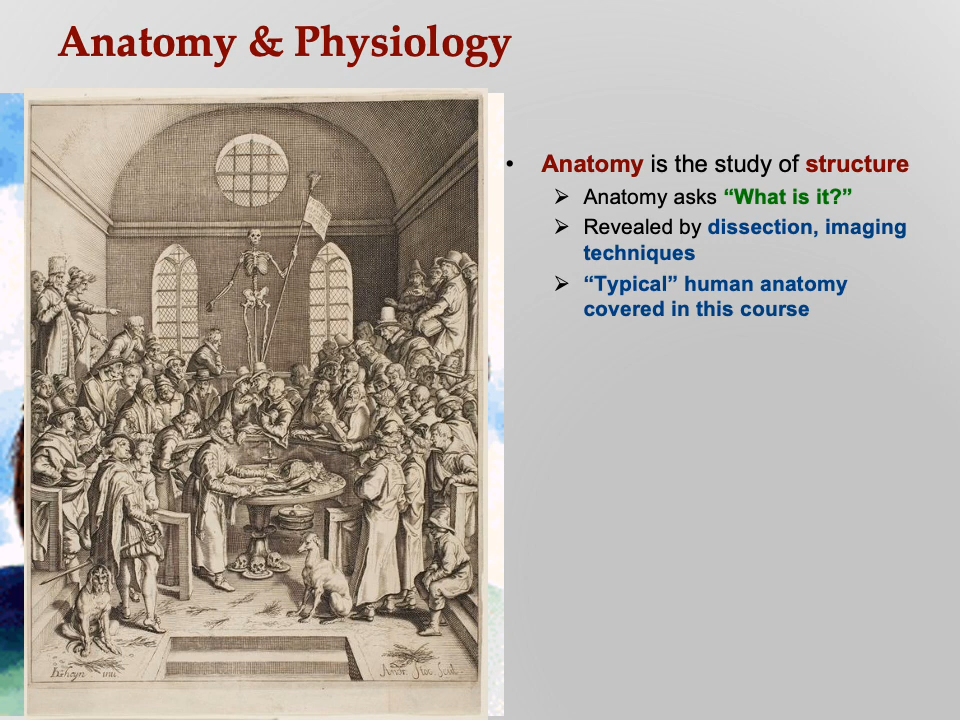 Anatomy & Physiology
• Anatomy is the study of structure
➢ Anatomy asks “What is it?”
➢ Revealed by dissection, imaging
techniques
➢ “Typical” human anatomy
covered in this course